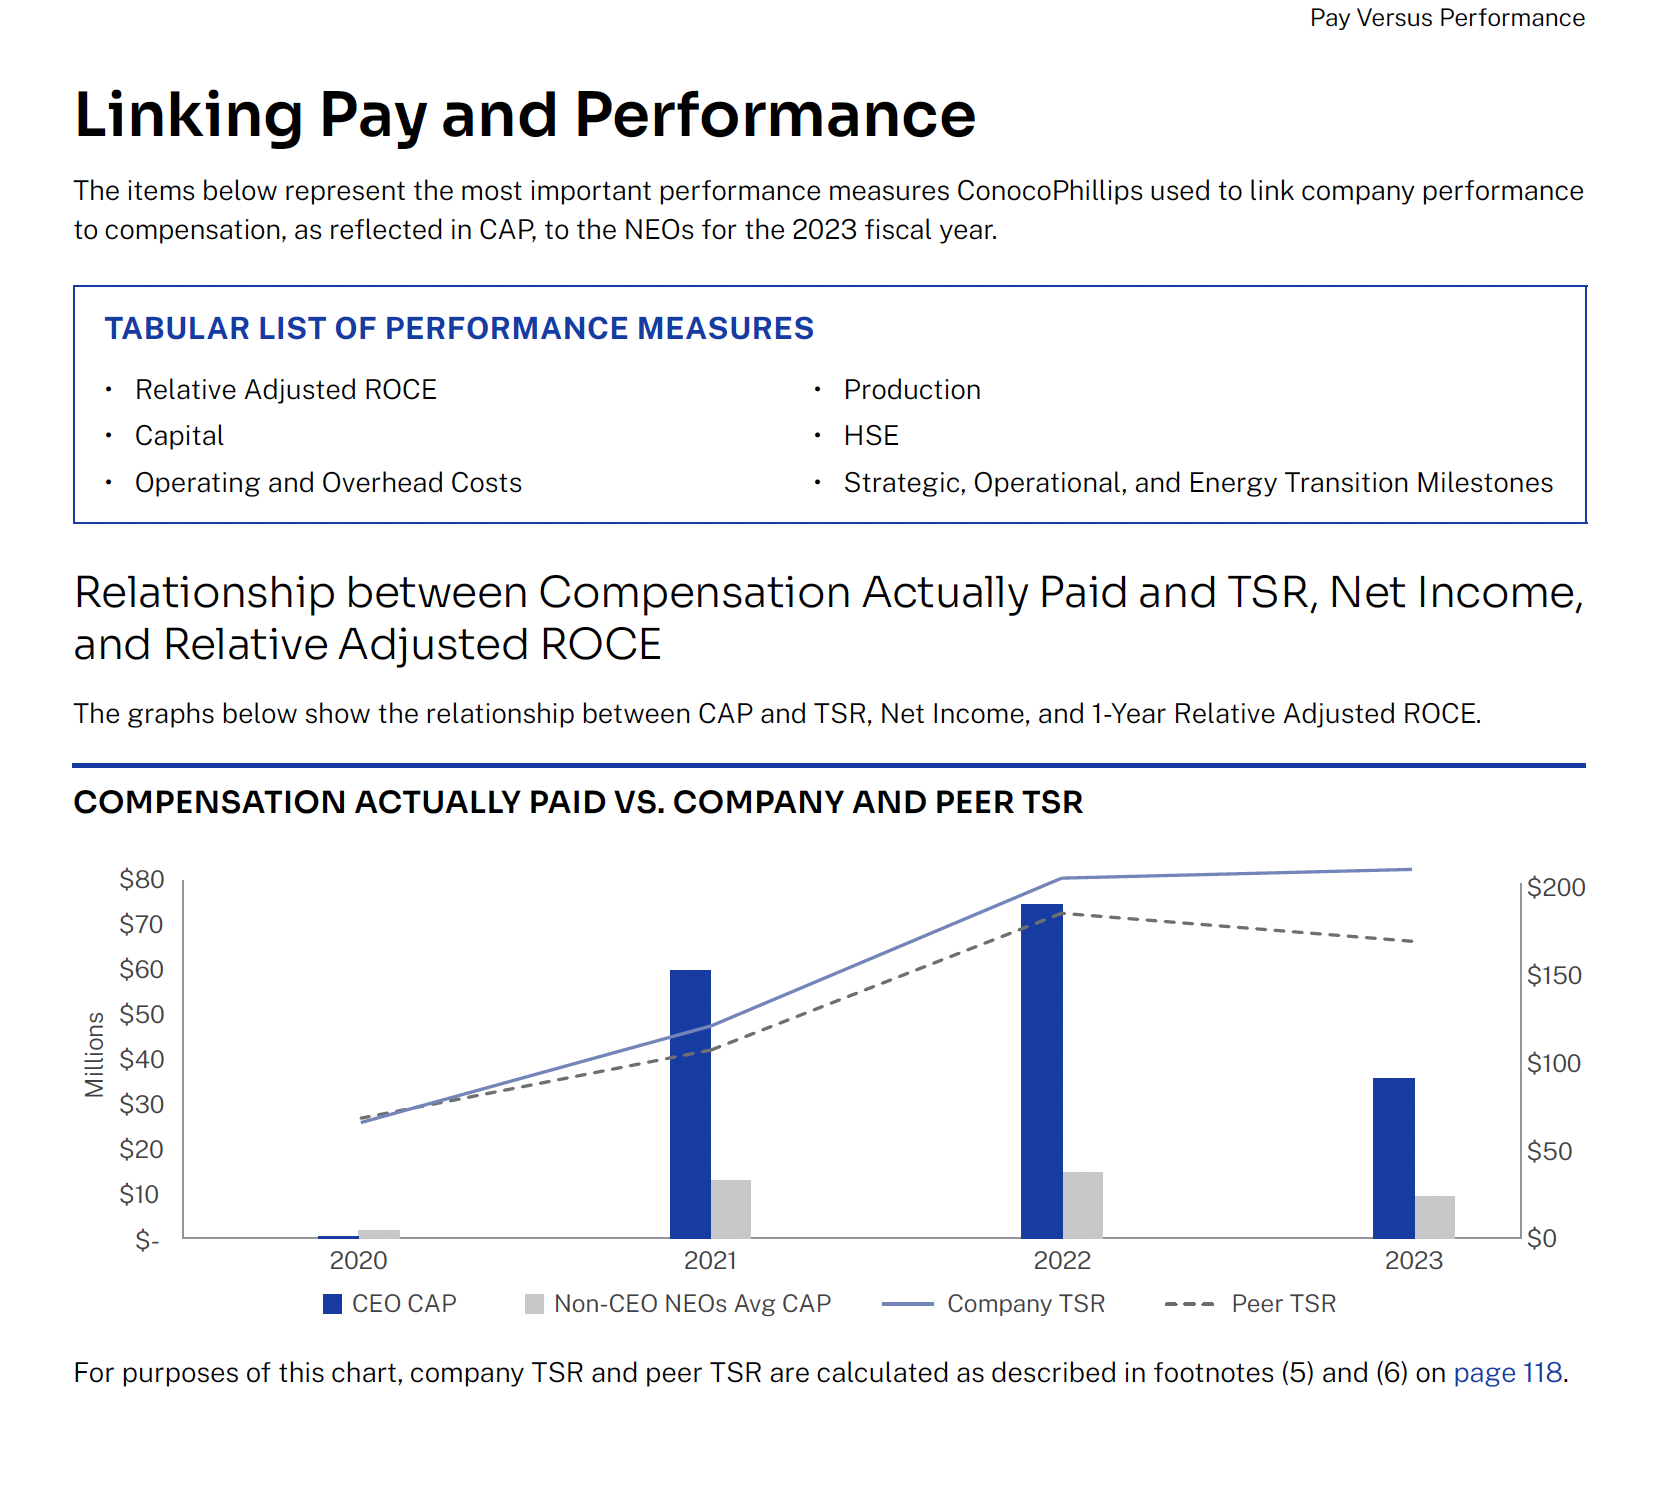 Pay Versus Performance
Linking Pay and Performance
The items below represent the most important performance measures ConocoPhillips used to link company performance
to compensation, as reflected in CAP, to the NEOs for the 2023 fiscal year.
TABULAR LIST OF PERFORMANCE MEASURES
• Relative Adjusted ROCE
• Capital
• Operating and Overhead Costs
• Production
• HSE
• Strategic, Operational, and Energy Transition Milestones
Relationship between Compensation Actually Paid and TSR, Net Income,
and Relative Adjusted ROCE
The graphs below show the relationship between CAP and TSR, Net Income, and 1-Year Relative Adjusted ROCE.
COMPENSATION ACTUALLY PAID VS. COMPANY AND PEER TSR
Millions
$80
$70
$60
$50
$40
$30
$20
$10
$-
$200
$150
$100
$50
$0
2020 2021 2022 2023
CEO CAP Non-CEO NEOs Avg CAP Company TSR Peer TSR
For purposes of this chart, company TSR and peer TSR are calculated as described in footnotes (5) and (6) on page 118.